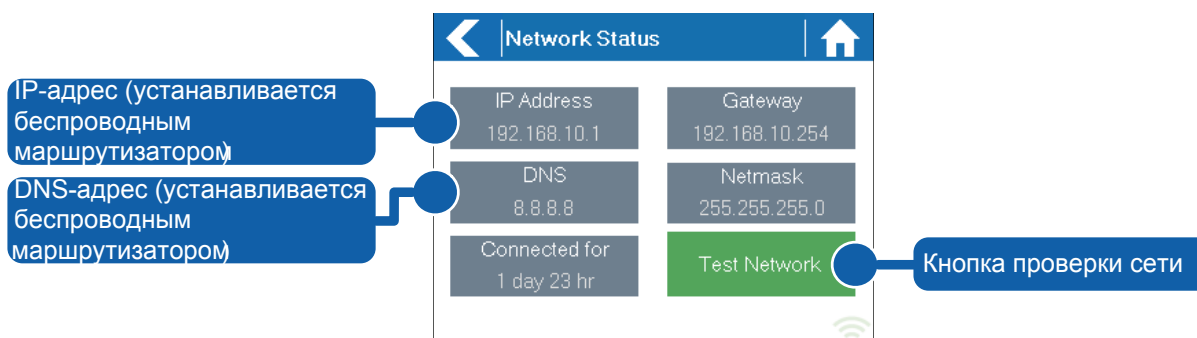 Network Status
IP-адрес (устанавливается
беспроводным
маршрутизатором)
IP Address
192.168.10.1
Gateway
192.168.10.254
DNS-адрес (устанавливается
беспроводным
маршрутизатором)
DNS
8.8.8.8
Netmask
255.255.255.0
Connected for
1 day 23 hr
Test Network
Кнопка проверки сети